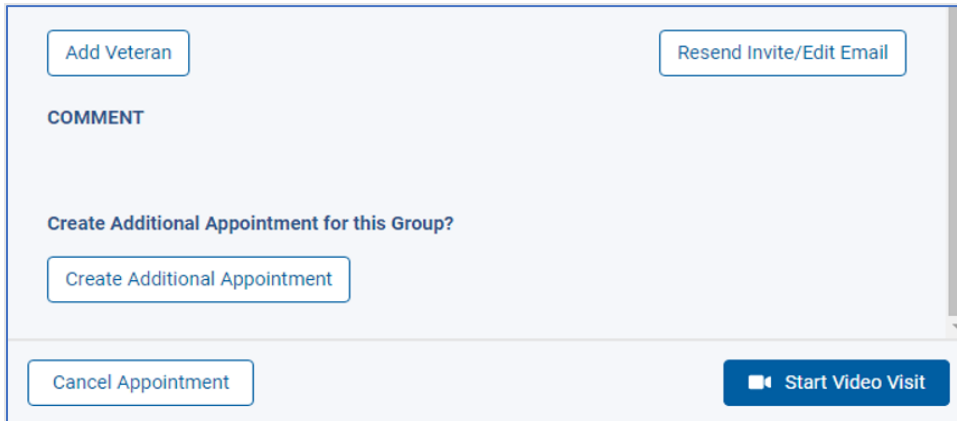 Add Veteran
Resend Invite/Edit Email
COMMENT
Create Additional Appointment for this Group?
Create Additional Appointment
Cancel Appointment
Start Video Visit